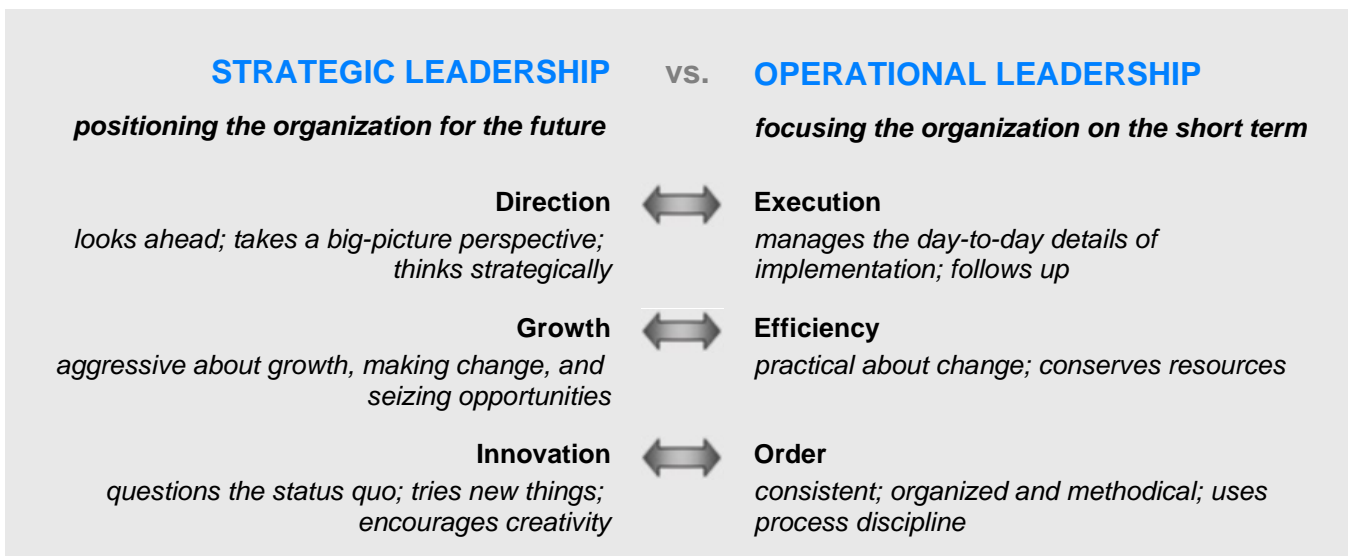 STRATEGIC LEADERSHIP vs. OPERATIONAL LEADERSHIP
positioning the organization for the future
focusing the organization on the short term
Direction
looks ahead; takes a big-picture perspective;
thinks strategically
Execution
manages the day-to-day details of
implementation; follows up
Growth
aggressive about growth, making change, and
seizing opportunities
Efficiency
practical about change; conserves resources
Innovation
questions the status quo; tries new things;
encourages creativity
Order
consistent; organized and methodical; uses
process discipline